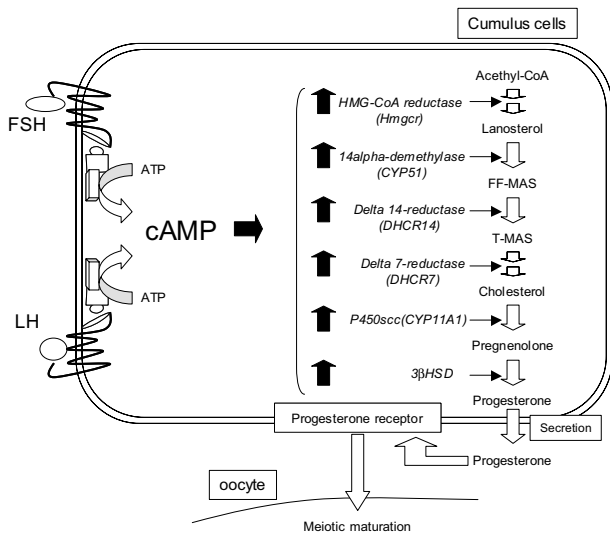 Cumulus cells
FSH
ATP
cAMP
ATP
LH
HMG-CoA reductase
(Hmgcr)
14alpha-demethylase
(CYP51)
Delta 14-reductase
(DHCR14)
Delta 7-reductase
(DHCR7)
P450scc(CYP11A1)
3βHSD
Acethyl-CoA
Lanosterol
FF-MAS
T-MAS
Cholesterol
Pregnenolone
Progesterone
Progesterone receptor
Secretion
Progesterone
oocyte
Meiotic maturation